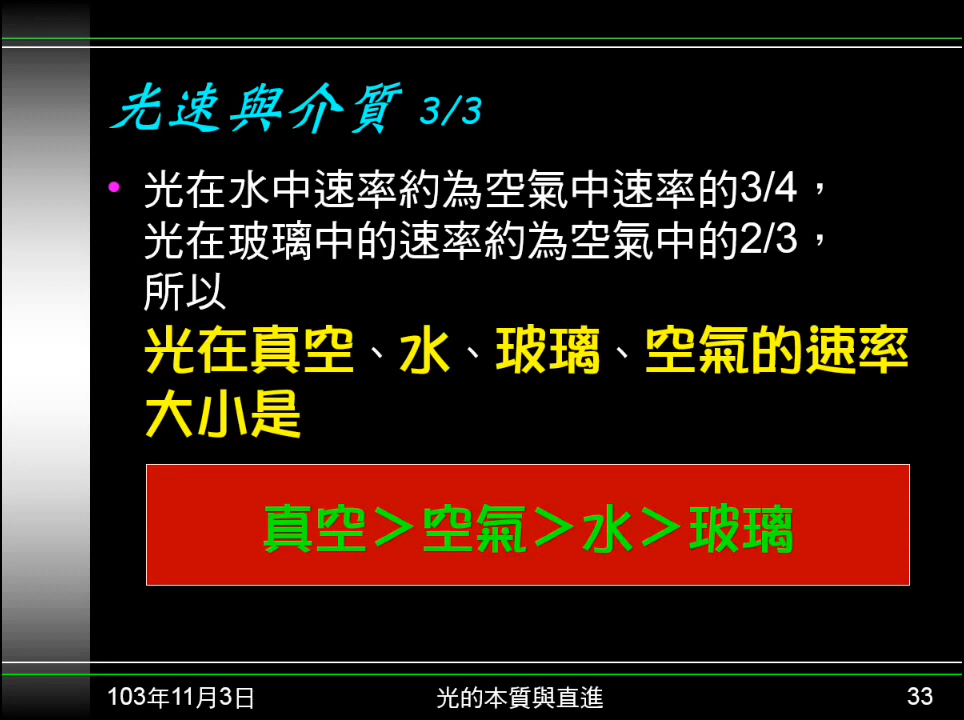 光速與介質 3/3
• 光在水中速率約為空氣中速率的3/4，
光在玻璃中的速率約為空氣中的2/3，
所以
光在真空、水、玻璃、空氣的速率
大小是
真空＞空氣＞水＞玻璃
103年11月3日 光的本質與直進 33